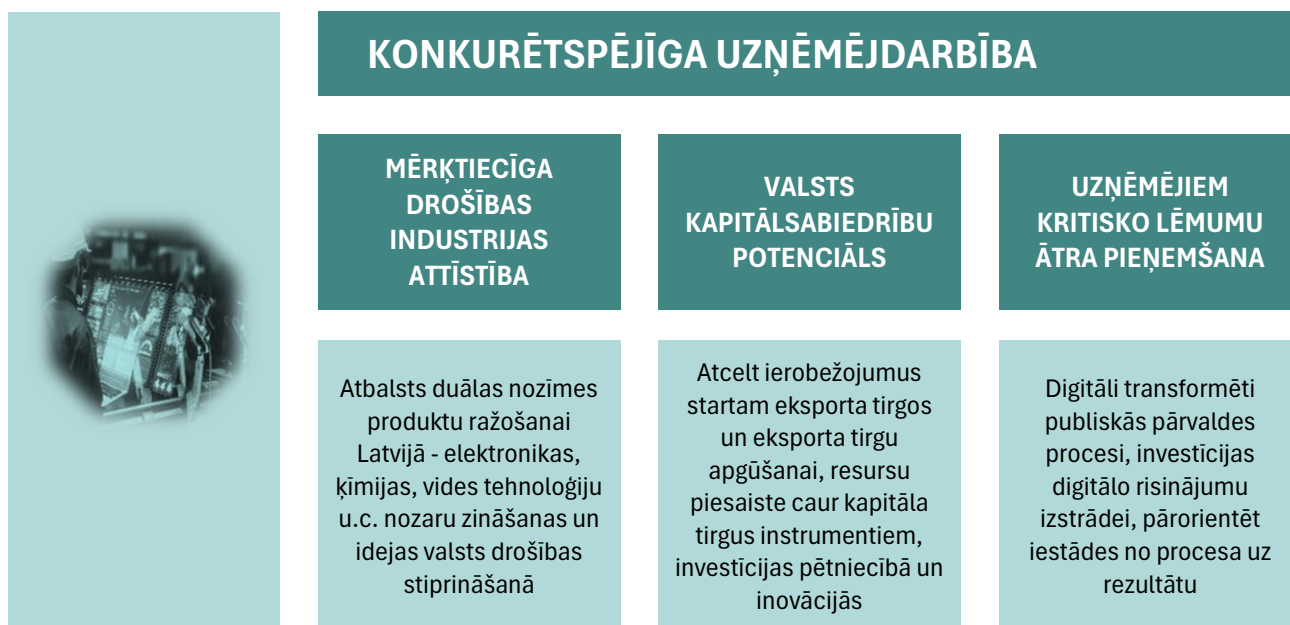 KONKURĒTSPĒJĪGA UZŅĒMĒJDARBĪBA
MĒRĶTIECĪGA
DROŠĪBAS
INDUSTRIJAS
ATTĪSTĪBA
Atbalsts duālas nozīmes
produktu ražošanai
Latvijā - elektronikas,
ķīmijas, vides tehnoloģiju
u.c. nozaru zināšanas un
idejas valsts drošības
stiprināšanā
VALSTS
KAPITĀLSABIEDRĪBU
POTENCIĀLS
Atcelt ierobežojumus
startam eksporta tirgos
un eksporta tirgu
apgūšanai, resursu
piesaiste caur kapitāla
tirgus instrumentiem,
investīcijas pētniecībā un
inovācijās
UZŅĒMĒJIEM
KRITISKO LĒMUMU
ĀTRA PIEŅEMŠANA
Digitāli transformēti
publiskās pārvaldes
procesi, investīcijas
digitālo risinājumu
izstrādei, pārorientēt
iestādes no procesa uz
rezultātu